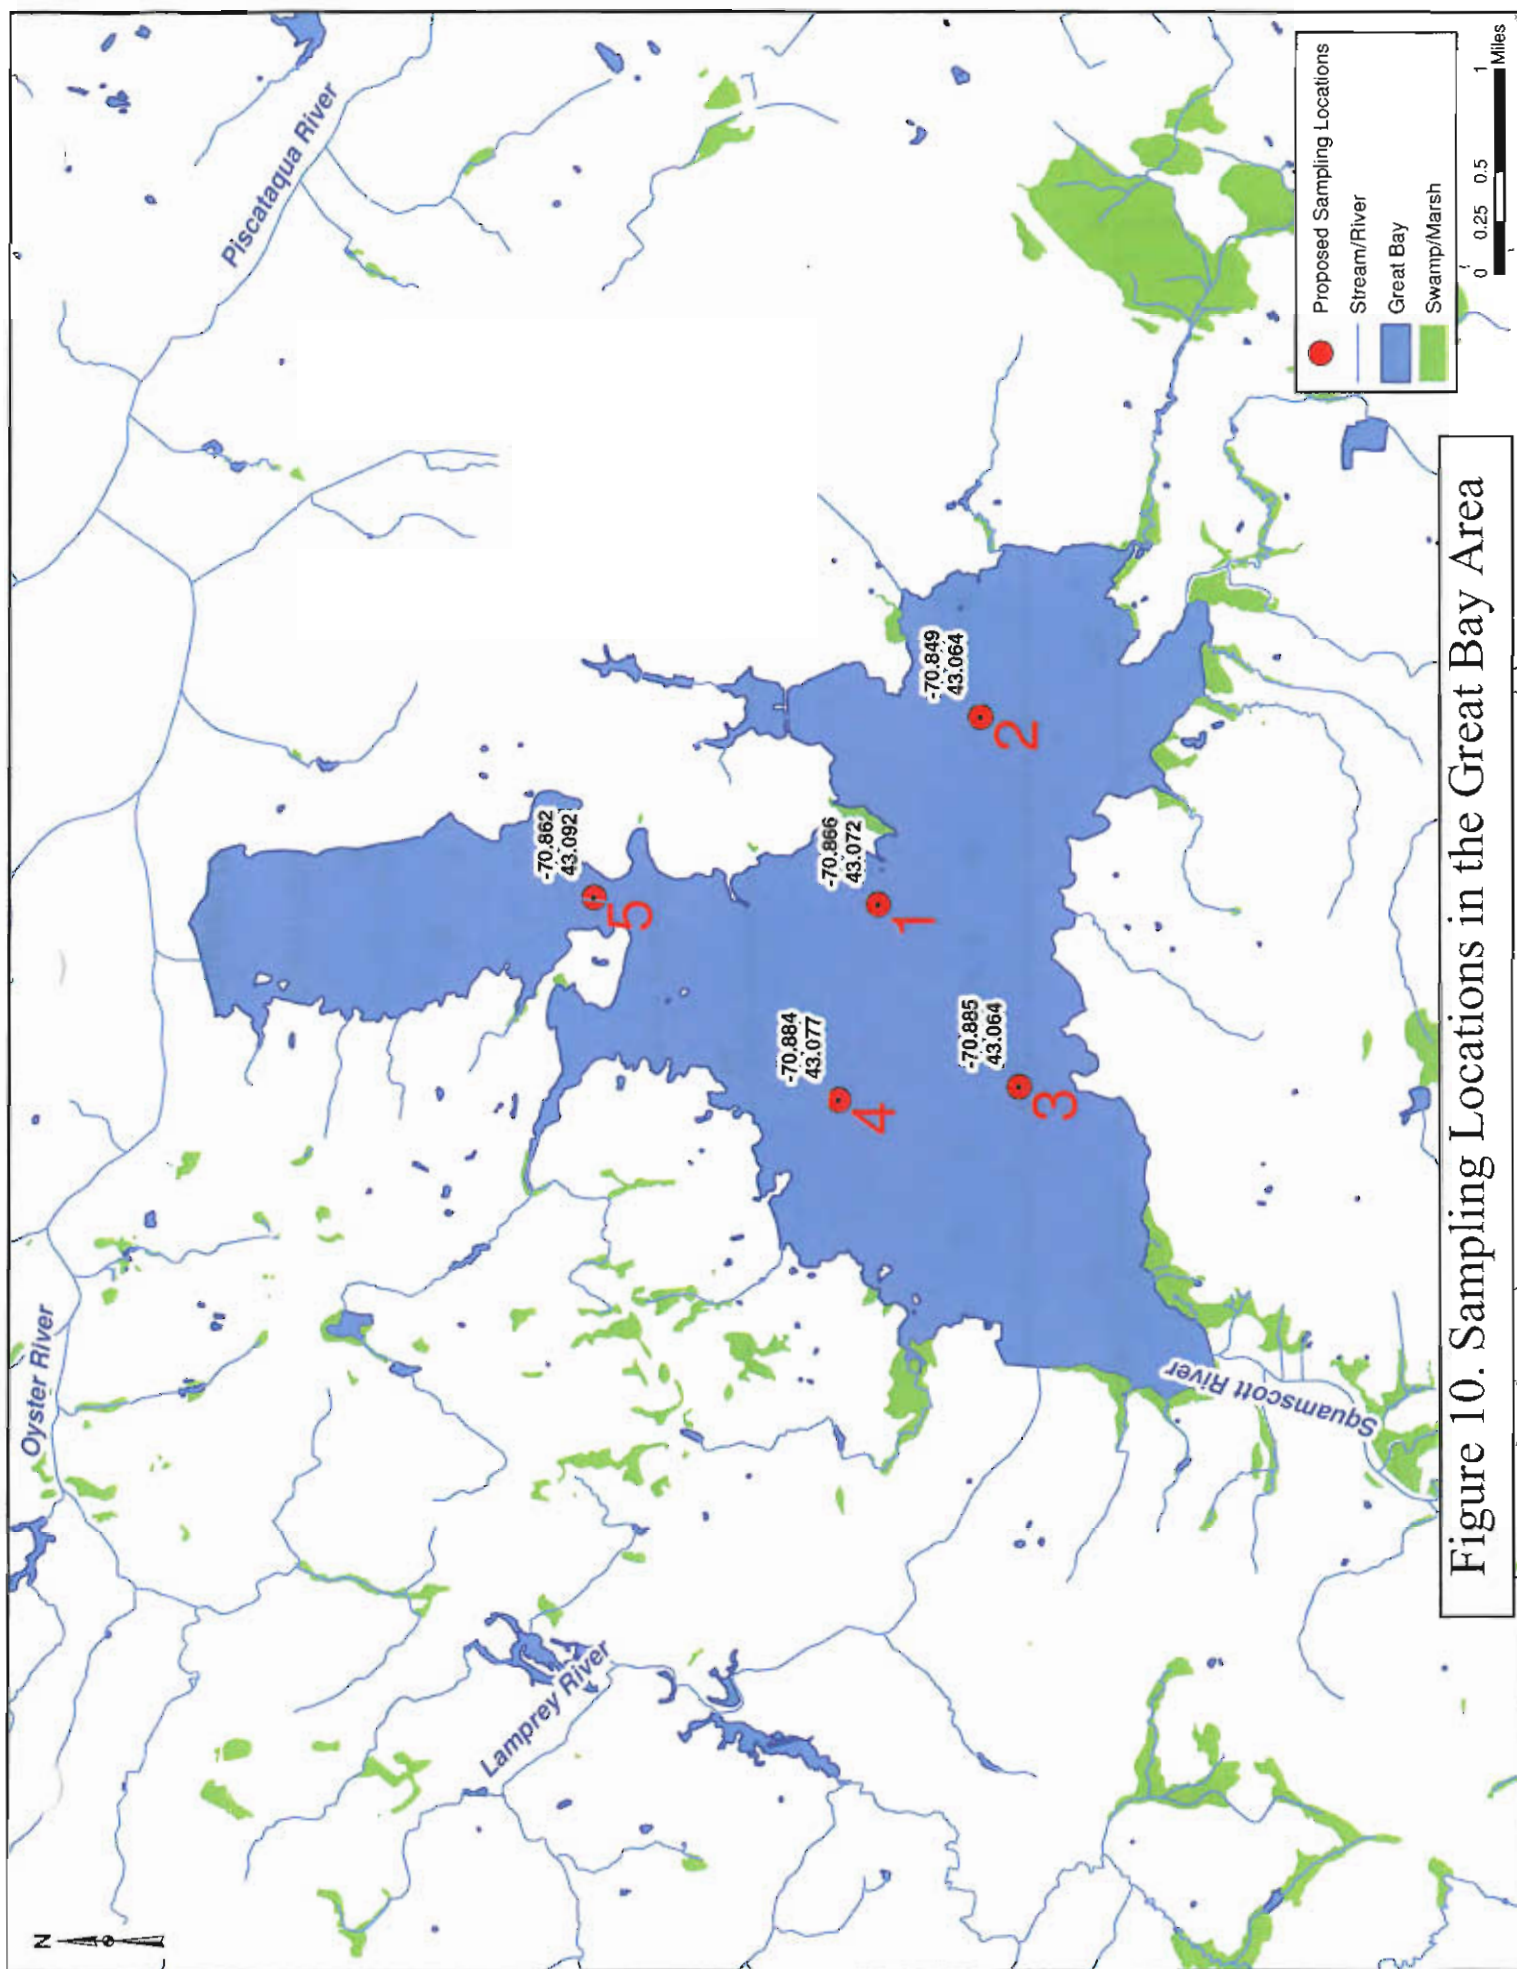 N
Oyster River
Piscataqua River
Lamprey River
Squamscott River
-70.862
43.092
5
-70.884
43.077
4
-70.866
43.072
1
-70.849
43.064
2
-70.885
43.064
3
Proposed Sampling Locations
Stream/River
Great Bay
Swamp/Marsh
0 0.25 0.5 1
Miles
Figure 10. Sampling Locations in the Great Bay Area